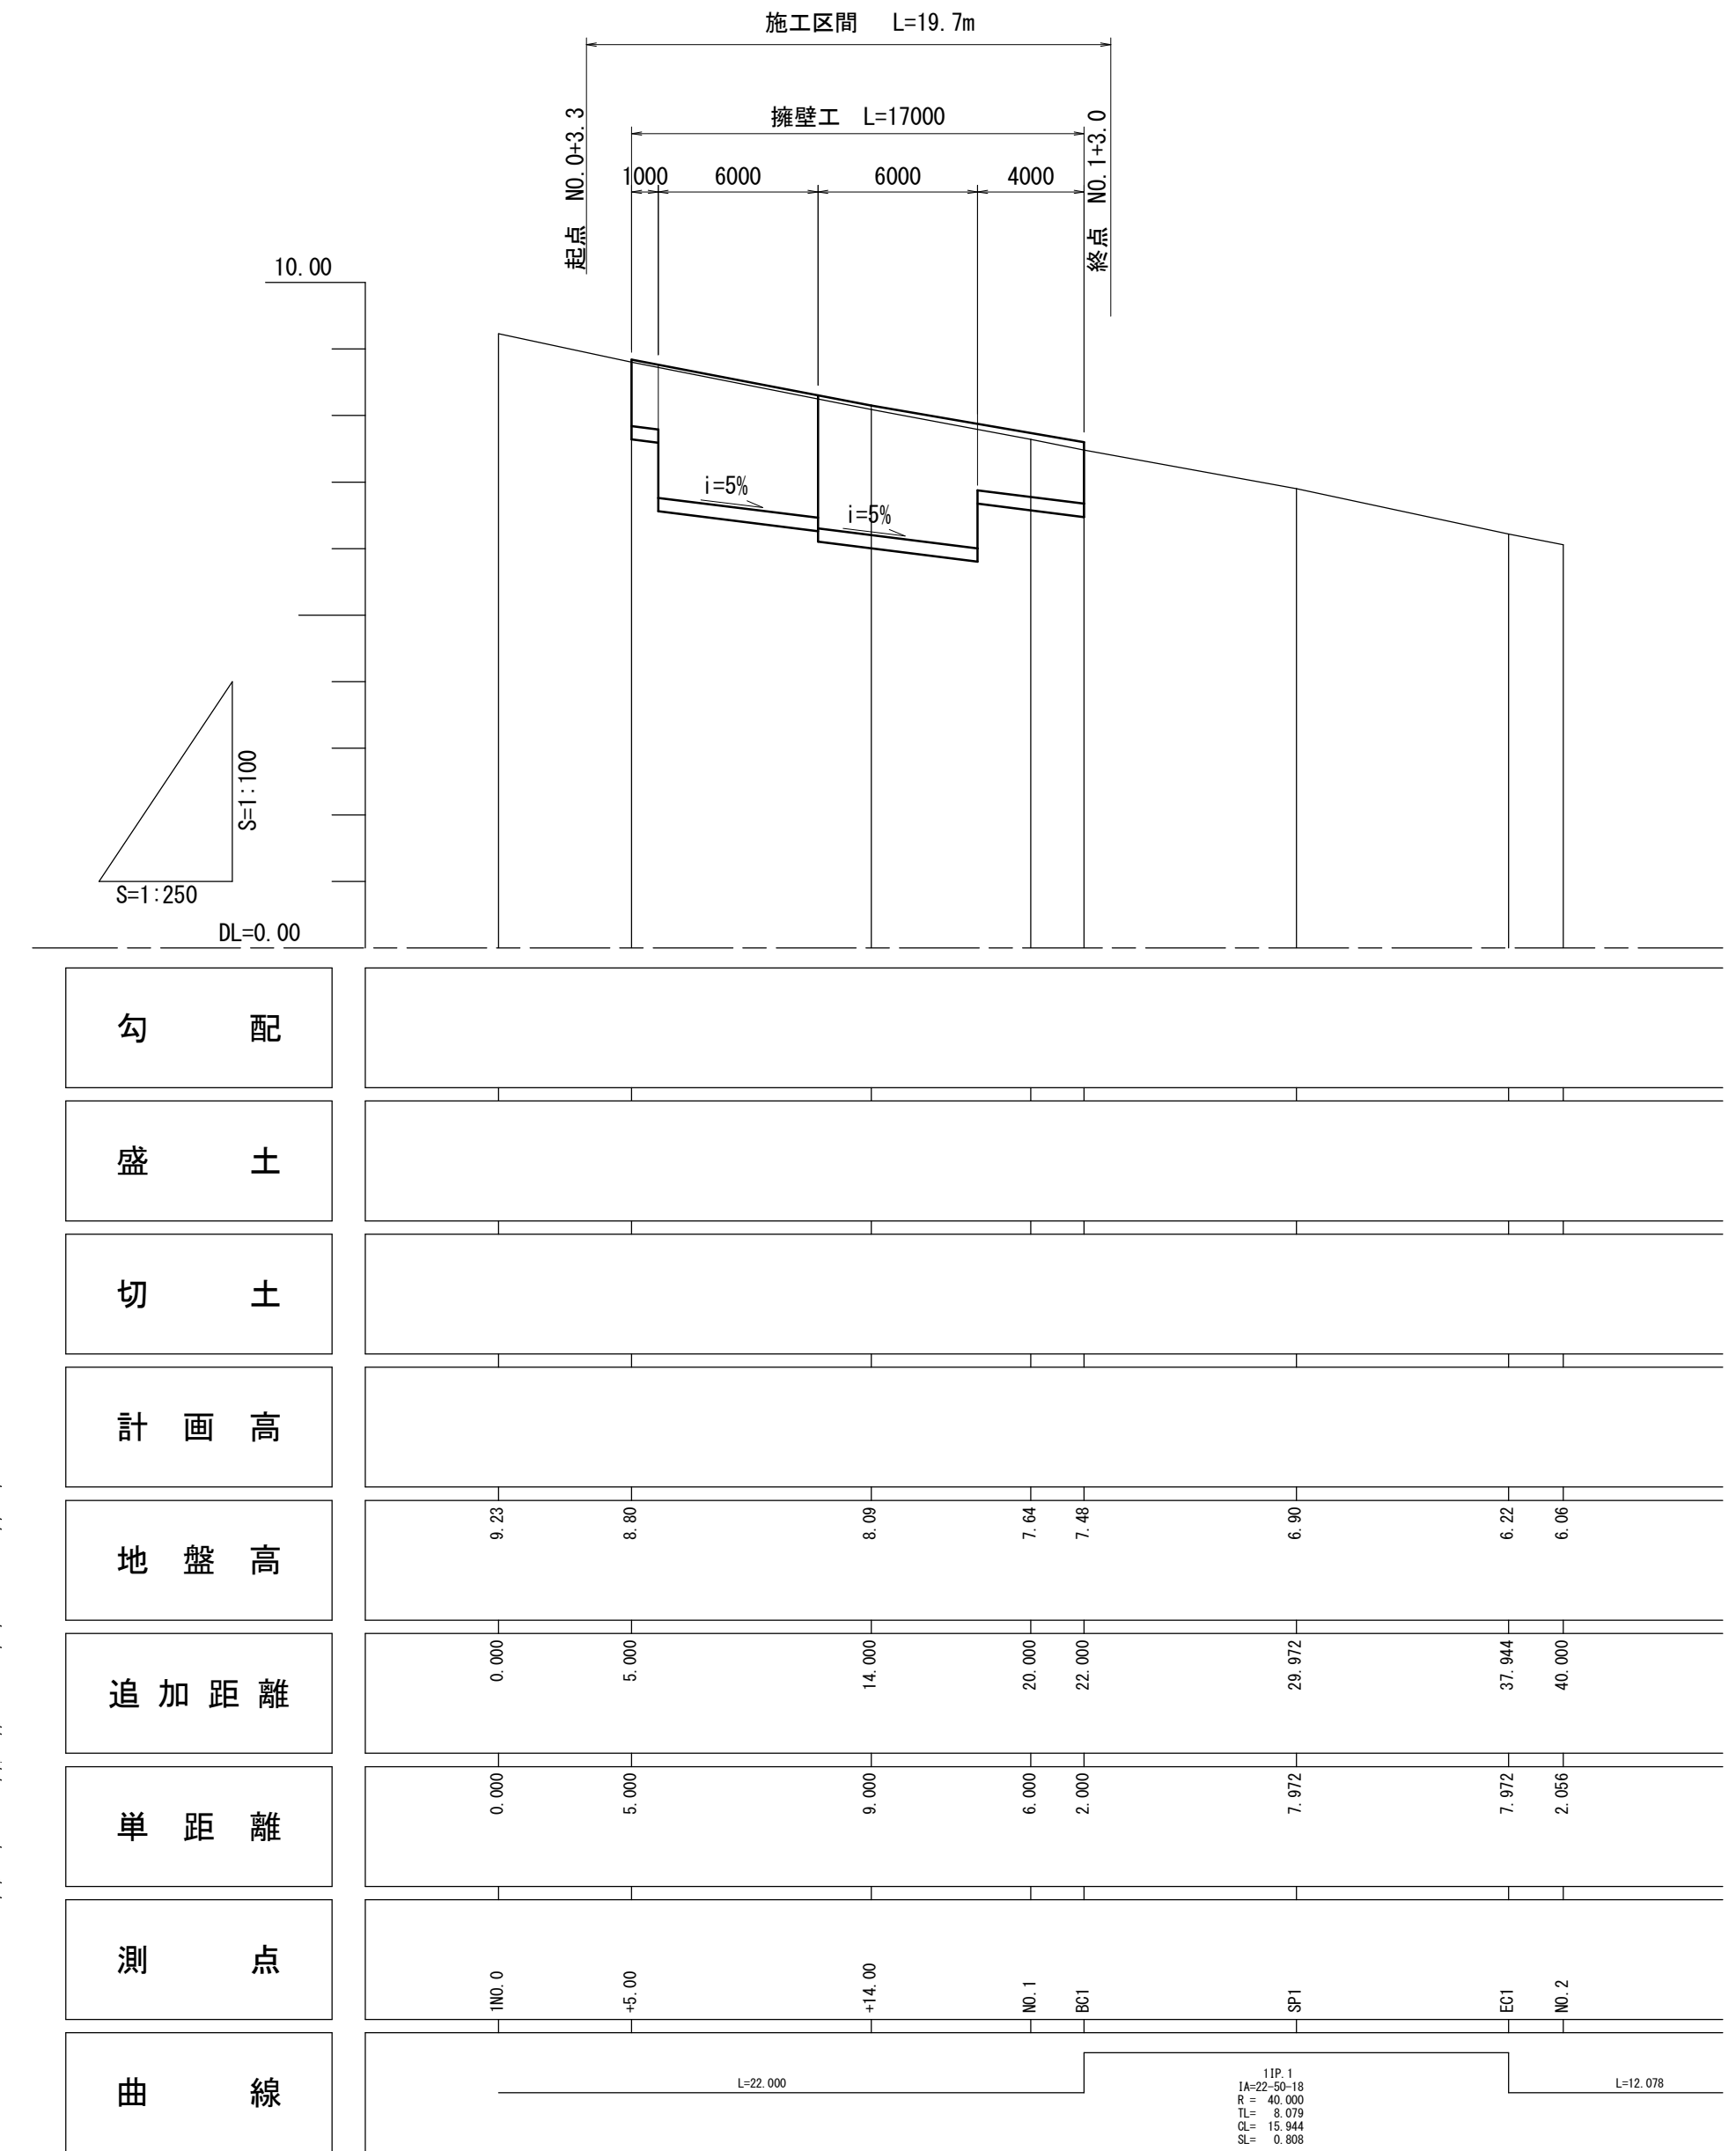 施工区間 L=19.7m
擁壁工 L=17000
起点 NO.0+3.3
終点 NO.1+3.0
1000 6000 6000 4000
10.00
i=5%
i=5%
S=1:100
S=1:250
DL=0.00
勾配
盛土
切土
計画高
地盤高 9.23 8.80 8.09 7.64 7.48 6.90 6.22 6.06
追加距離 0.000 5.000 14.000 20.000 22.000 29.972 37.944 40.000
単距離 0.000 5.000 9.000 6.000 2.000 7.972 7.972 2.056
測点 1NO.0 +5.00 +14.00 NO.1 BC1 SP1 EC1 NO.2
曲線
L=22.000
1IP.1
IA=22-50-18
R = 40.000
TL= 8.079
CL= 15.944
SL= 0.808
L=12.078